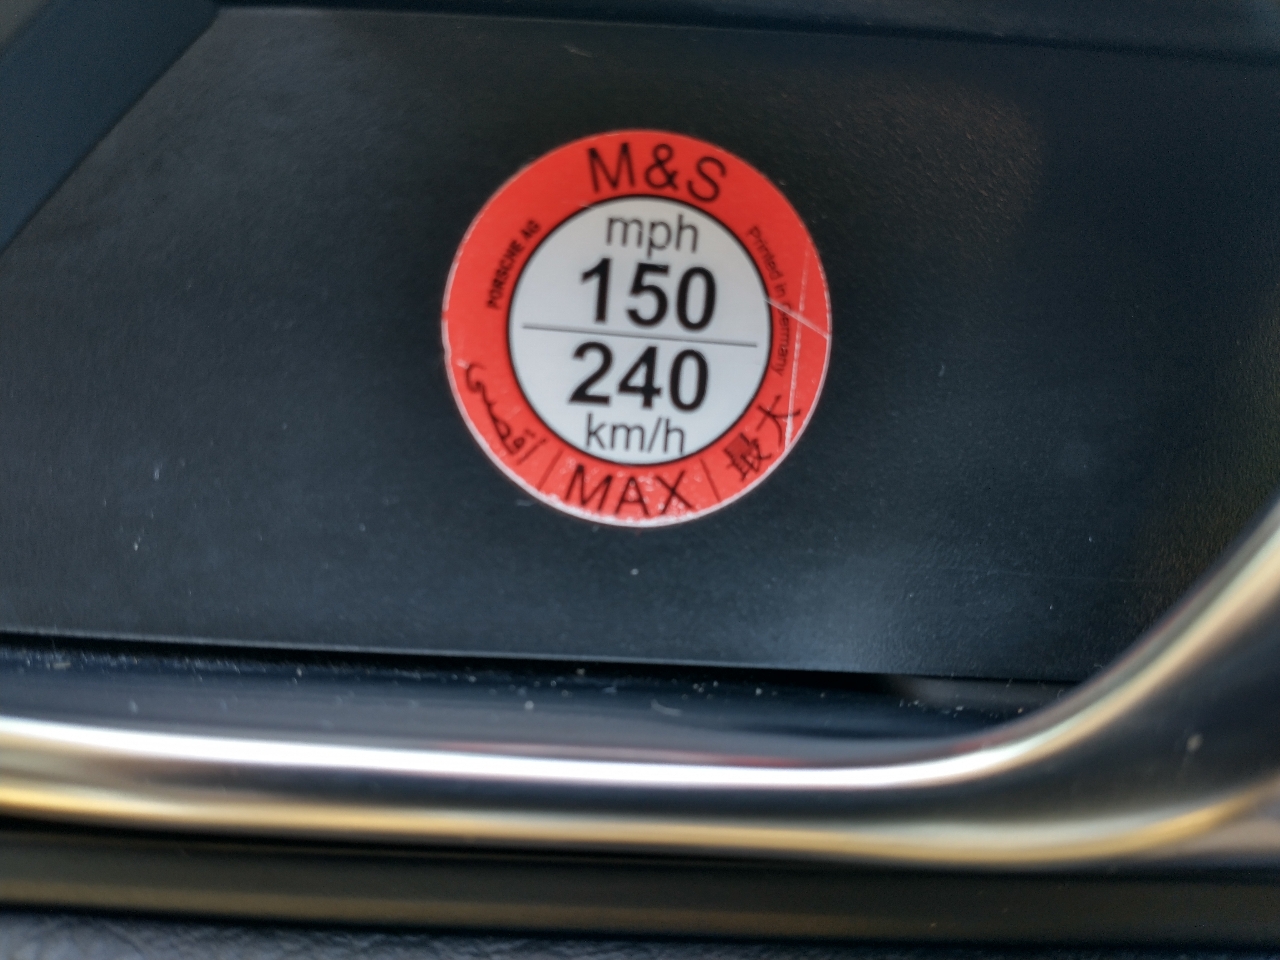 M&S
PORSCHE AG
mph
150
240
km/h
Printed in Germany
أقصى | MAX | 最大